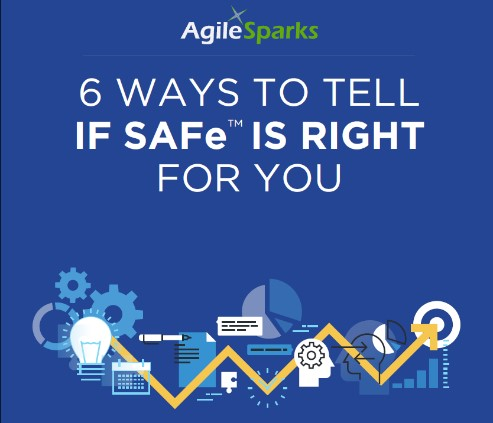 AgileSparks
6 WAYS TO TELL
IF SAFe™ IS RIGHT
FOR YOU